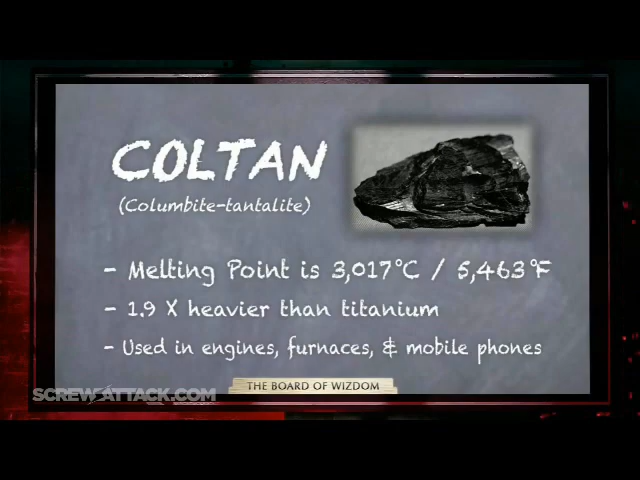 COLTAN
(Columbite-tantalite)
- Melting Point is 3,017°C / 5,463°F
- 1.9 X heavier than titanium
- Used in engines, furnaces, & mobile phones
THE BOARD OF WIZDOM
SCREWATTACK.COM